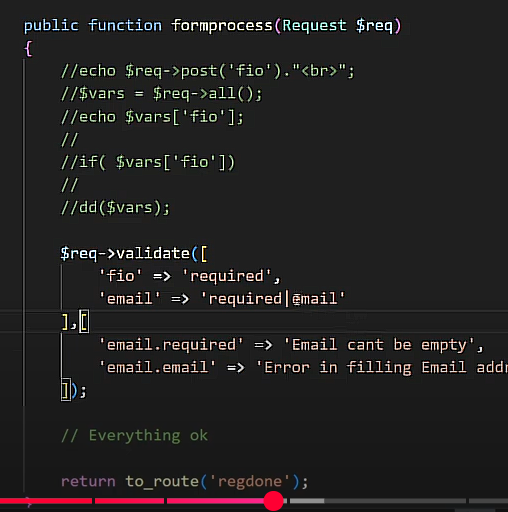 public function formprocess(Request $req)
{
//echo $req->post('fio')."<br>";
//$vars = $req->all();
//echo $vars['fio'];
//
//if( $vars['fio'])
//
//dd($vars);
$req->validate([
'fio' => 'required',
'email' => 'required|email'
],[
'email.required' => 'Email cant be empty',
'email.email' => 'Error in filling Email addr
]);
// Everything ok
return to_route('regdone');
}